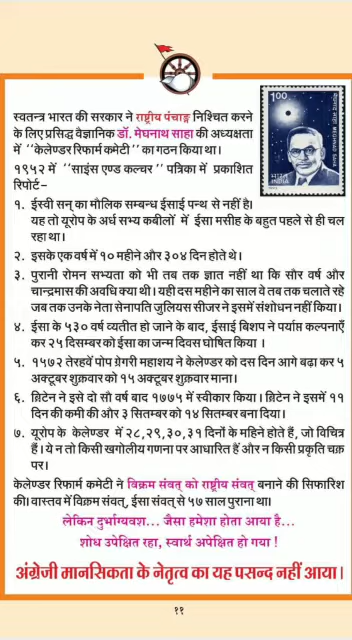 स्वतन्त्र भारत की सरकार ने राष्ट्रीय पंचाङ्ग निश्चित करने
के लिए प्रसिद्ध वैज्ञानिक डॉ. मेघनाथ साहा की अध्यक्षता
में ''केलेण्डर रिफार्म कमेटी '' का गठन किया था।
१९५२ में ''साइंस एण्ड कल्चर '' पत्रिका में प्रकाशित
रिपोर्ट–
१. ईस्वी सन् का मौलिक सम्बन्ध ईसाई पन्थ से नहीं है।
यह तो यूरोप के अर्ध सभ्य कबीलों में ईसा मसीह के बहुत पहले से ही चल
रहा था।
२. इसके एक वर्ष में १० महीने और ३०४ दिन होते थे।
३. पुरानी रोमन सभ्यता को भी तब तक ज्ञात नहीं था कि सौर वर्ष और
चान्द्रमास की अवधि क्या थी। यही दस महीने का साल वे तब तक चलाते रहे
जब तक उनके नेता सेनापति जुलियस सीजर ने इसमें संशोधन नहीं किया।
४. ईसा के ५३० वर्ष व्यतीत हो जाने के बाद, ईसाई बिशप ने पर्याप्त कल्पनाएँ
कर २५ दिसम्बर को ईसा का जन्म दिवस घोषित किया ।
५. १५७२ तेरहवें पोप ग्रेगरी महाशय ने केलेण्डर को दस दिन आगे बढ़ा कर ५
अक्टूबर शुक्रवार को १५ अक्टूबर शुक्रवार माना।
६. ब्रिटेन ने इसे दो सौ वर्ष बाद १७७५ में स्वीकार किया। ब्रिटेन ने इसमें ११
दिन की कमी की और ३ सितम्बर को १४ सितम्बर बना दिया।
७. यूरोप के केलेण्डर में २८,२९,३०,३१ दिनों के महिने होते हैं, जो विचित्र
हैं। ये न तो किसी खगोलीय गणना पर आधारित हैं और न किसी प्रकृति चक्र
पर।
केलेण्डर रिफार्म कमेटी ने विक्रम संवत् को राष्ट्रीय संवत् बनाने की सिफारिश
की। वास्तव में विक्रम संवत्, ईसा संवत् से ५७ साल पुराना था।
लेकिन दुर्भाग्यवश... जैसा हमेशा होता आया है...
शोध उपेक्षित रहा, स्वार्थ अपेक्षित हो गया !
अंग्रेजी मानसिकता के नेतृत्व का यह पसन्द नहीं आया।
११
1.00
भारत INDIA